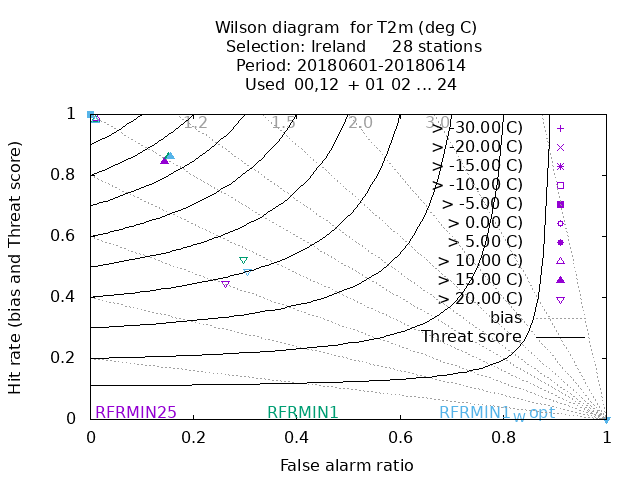 Wilson diagram  for T2m (deg C)
Selection: Ireland     28 stations
Period: 20180601-20180614
Used  00,12  + 01 02 ... 24
Hit rate (bias and Threat score)
1
0.8
0.6
0.4
0.2
0
1.2
1.5
2.0
3.0
> -30.00 C)
> -20.00 C)
> -15.00 C)
> -10.00 C)
> -5.00 C)
> 0.00 C)
> 5.00 C)
> 10.00 C)
> 15.00 C)
> 20.00 C)
bias
Threat score
RFRMIN25 RFRMIN1 RFRMIN1_w opt
0 0.2 0.4 0.6 0.8 1
False alarm ratio